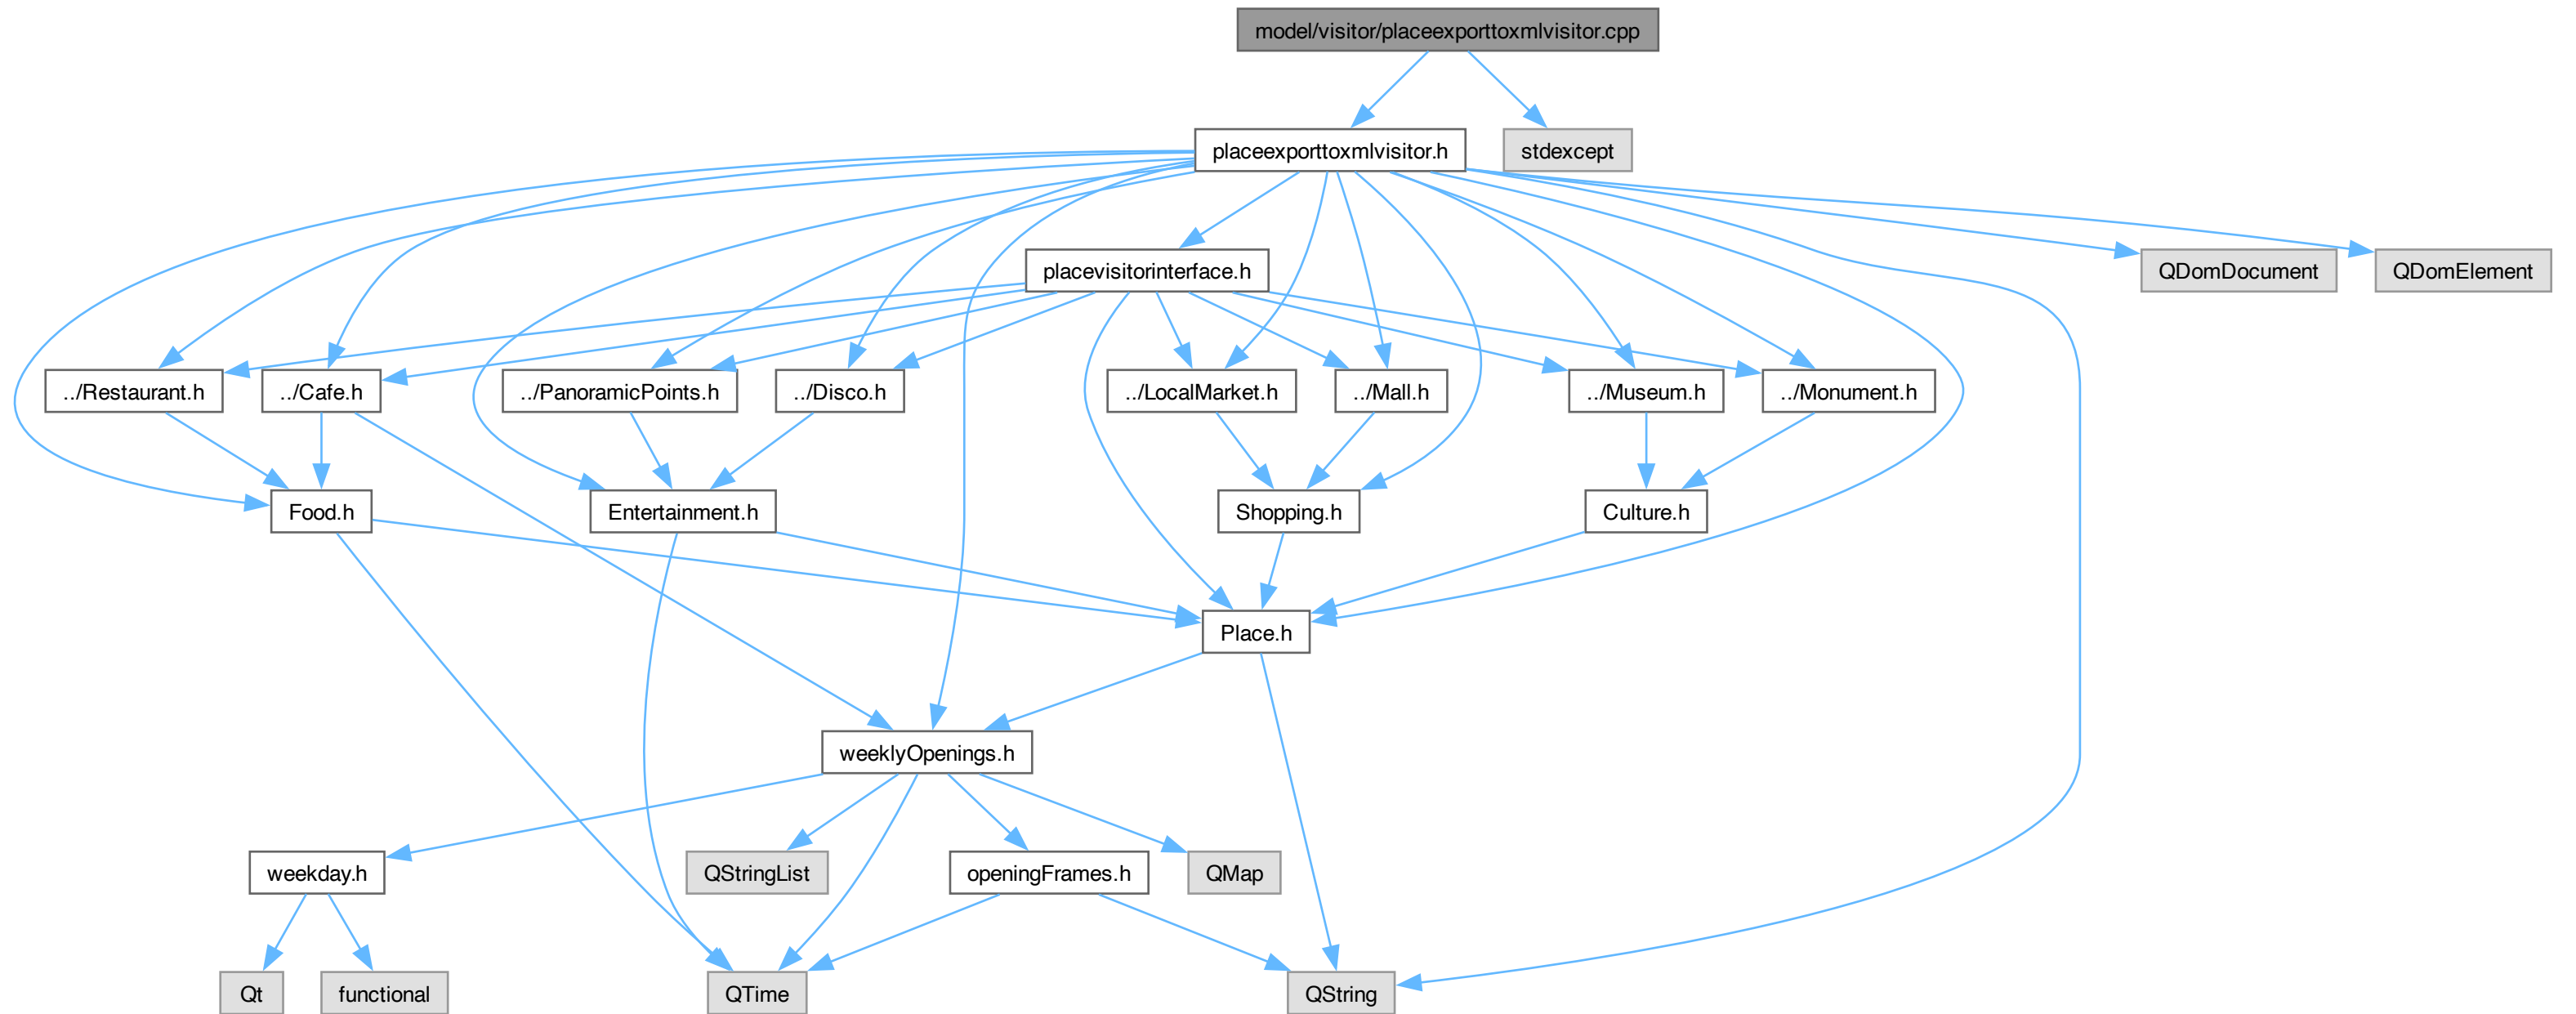 model/visitor/placeexporttoxmlvisitor.cpp
placeexporttoxmlvisitor.h
stdexcept
placevisitorinterface.h
QDomDocument
QDomElement
../Restaurant.h
../Cafe.h
../PanoramicPoints.h
../Disco.h
../LocalMarket.h
../Mall.h
../Museum.h
../Monument.h
Food.h
Entertainment.h
Shopping.h
Culture.h
Place.h
weeklyOpenings.h
weekday.h
QStringList
openingFrames.h
QMap
Qt
functional
QTime
QString